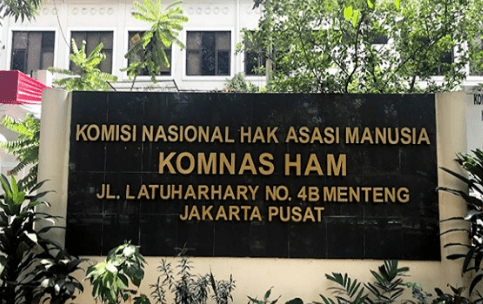 KOMISI NASIONAL HAK ASASI MANUSIA
KOMNAS HAM
JL. LATUHARHARY NO. 4B MENTENG
JAKARTA PUSAT